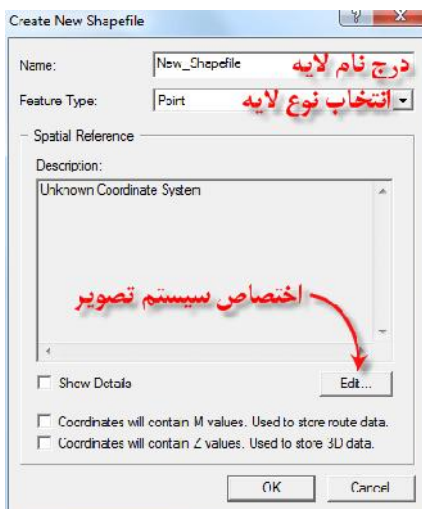 Create New Shapefile
Name: New_Shapefile درج نام لایه
Feature Type: Point انتخاب نوع لایه
Spatial Reference
Description:
Unknown Coordinate System
اختصاص سیستم تصویر
Show Details Edit...
Coordinates will contain M values. Used to store route data.
Coordinates will contain Z values. Used to store 3D data.
OK Cancel